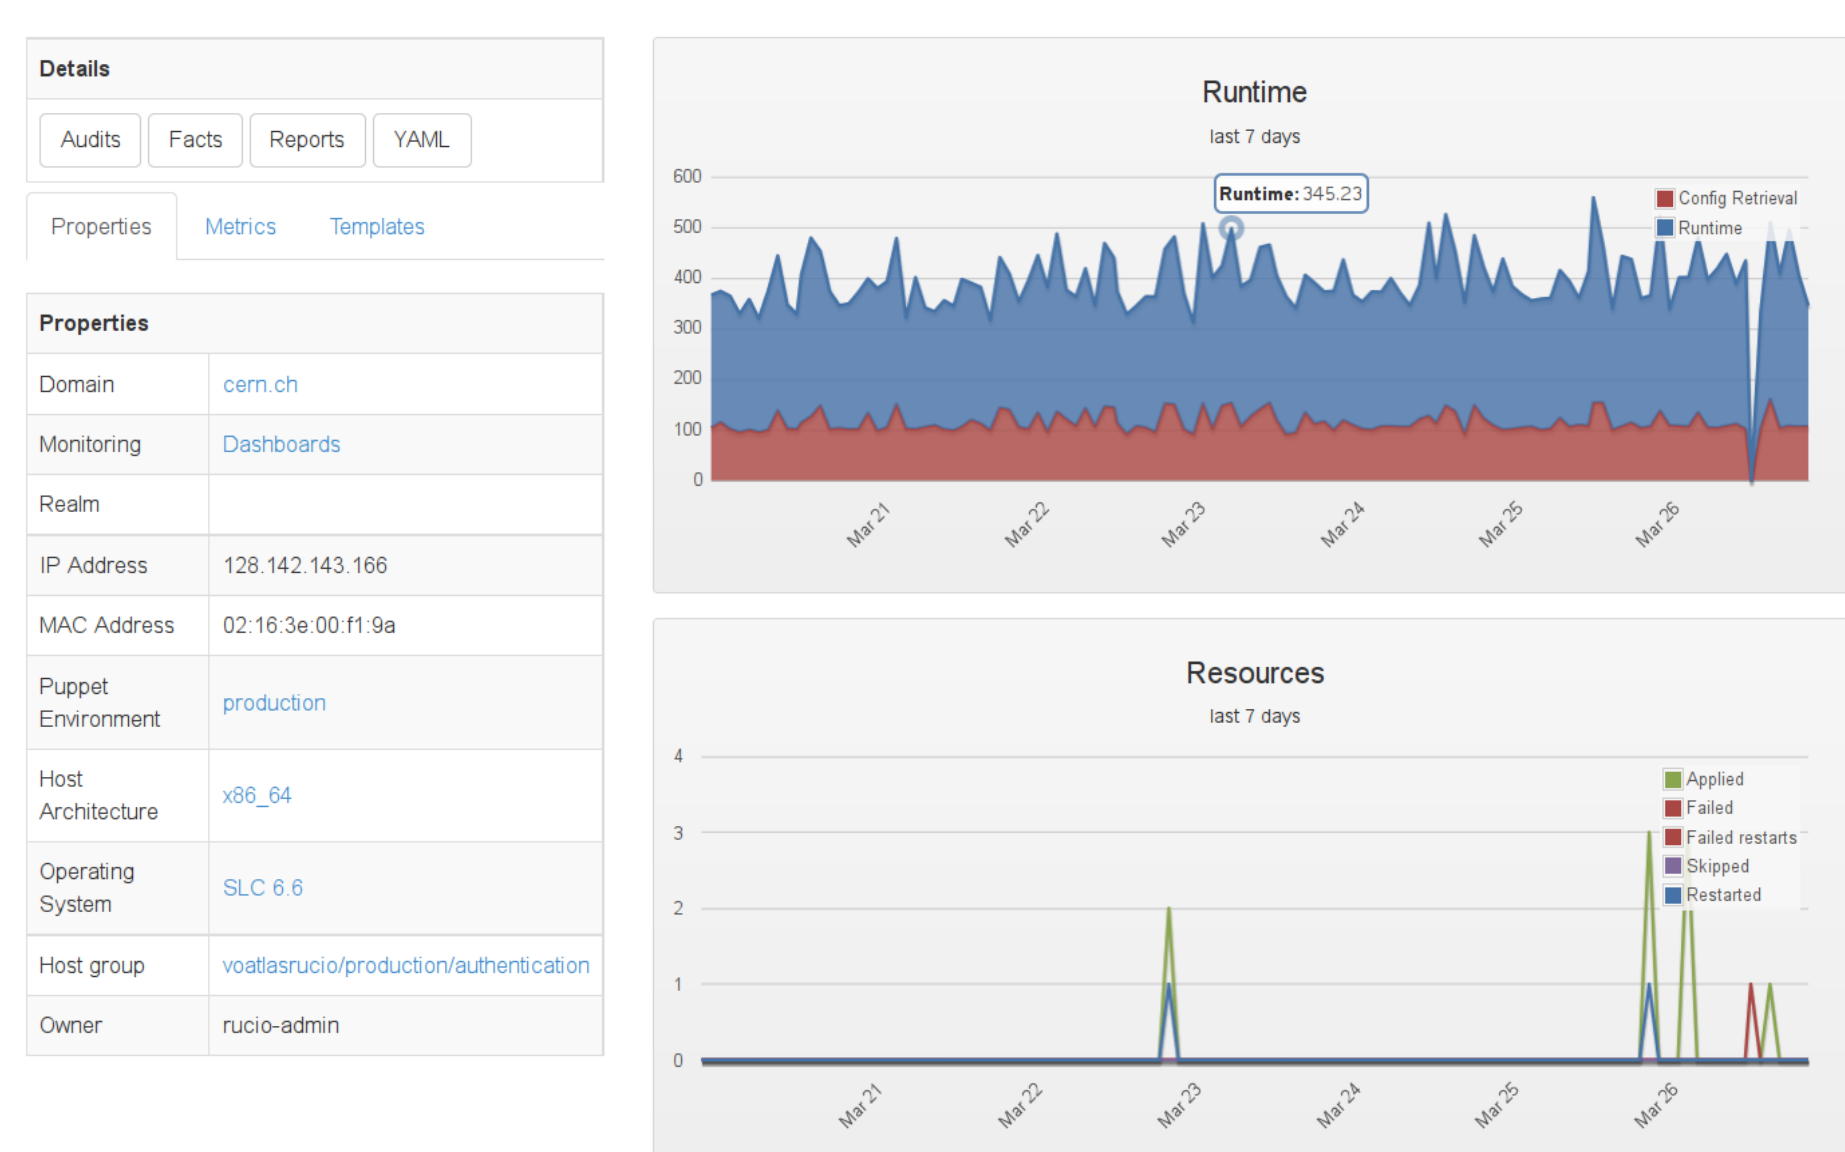 Details
Audits Facts Reports YAML
Properties Metrics Templates
Properties
Domain cern.ch
Monitoring Dashboards
Realm
IP Address 128.142.143.166
MAC Address 02:16:3e:00:f1:9a
Puppet
Environment production
Host
Architecture x86_64
Operating
System SLC 6.6
Host group voatlasrucio/production/authentication
Owner rucio-admin
Runtime
last 7 days
600
500
400
300
200
100
0
Runtime: 345.23
Config Retrieval
Runtime
Mar 21 Mar 22 Mar 23 Mar 24 Mar 25 Mar 26
Resources
last 7 days
4
3
2
1
0
Applied
Failed
Failed restarts
Skipped
Restarted
Mar 21 Mar 22 Mar 23 Mar 24 Mar 25 Mar 26